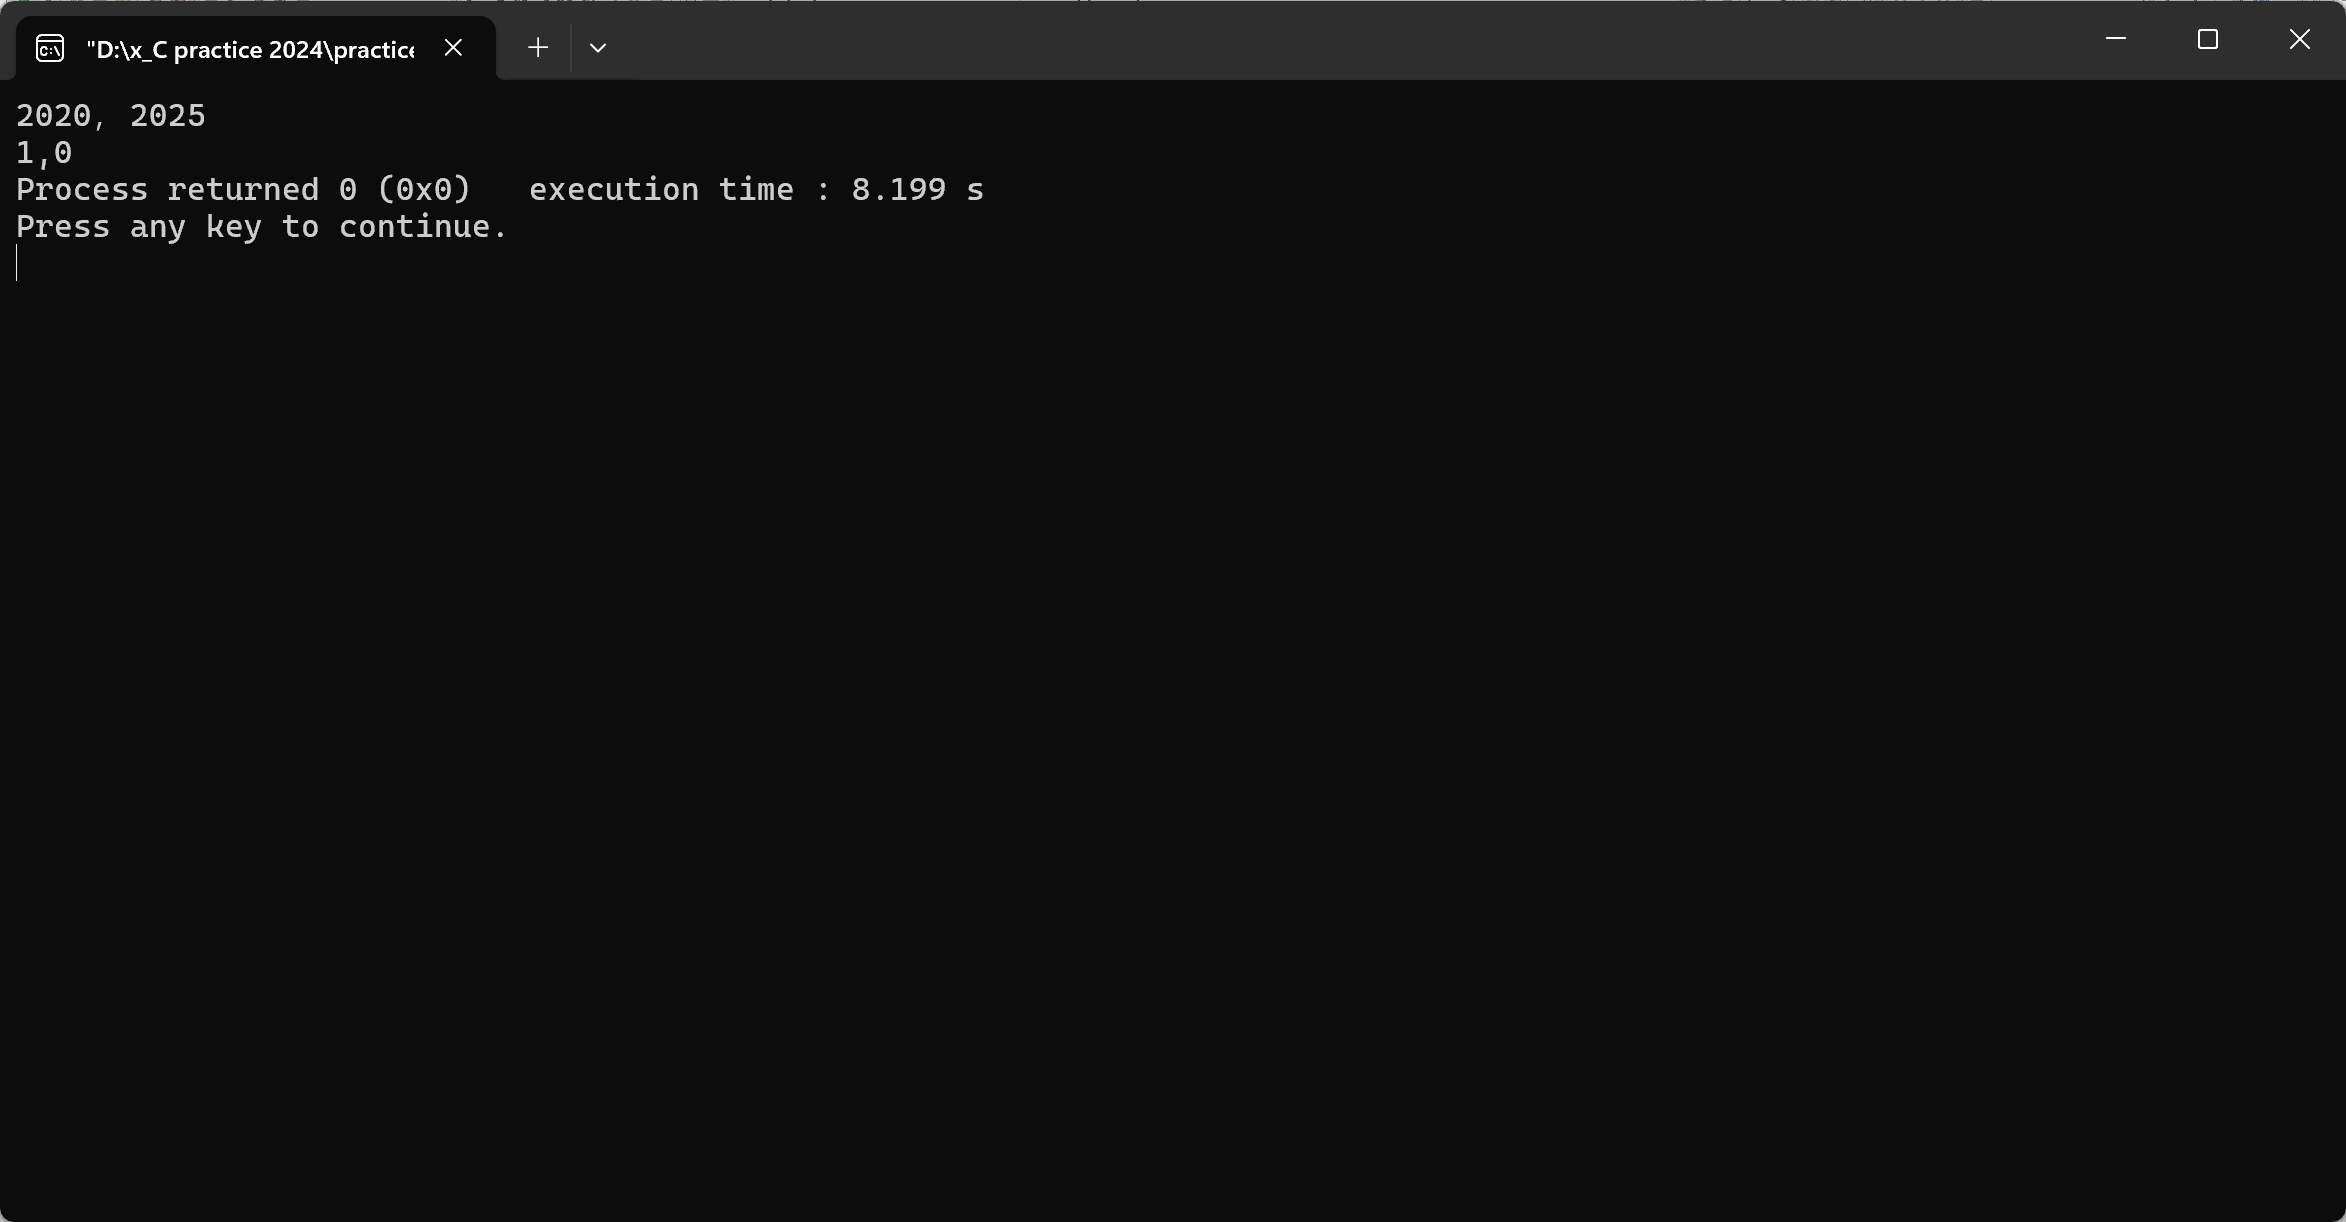 "D:\x_C practice 2024\practice
2020, 2025
1,0
Process returned 0 (0x0)   execution time : 8.199 s
Press any key to continue.